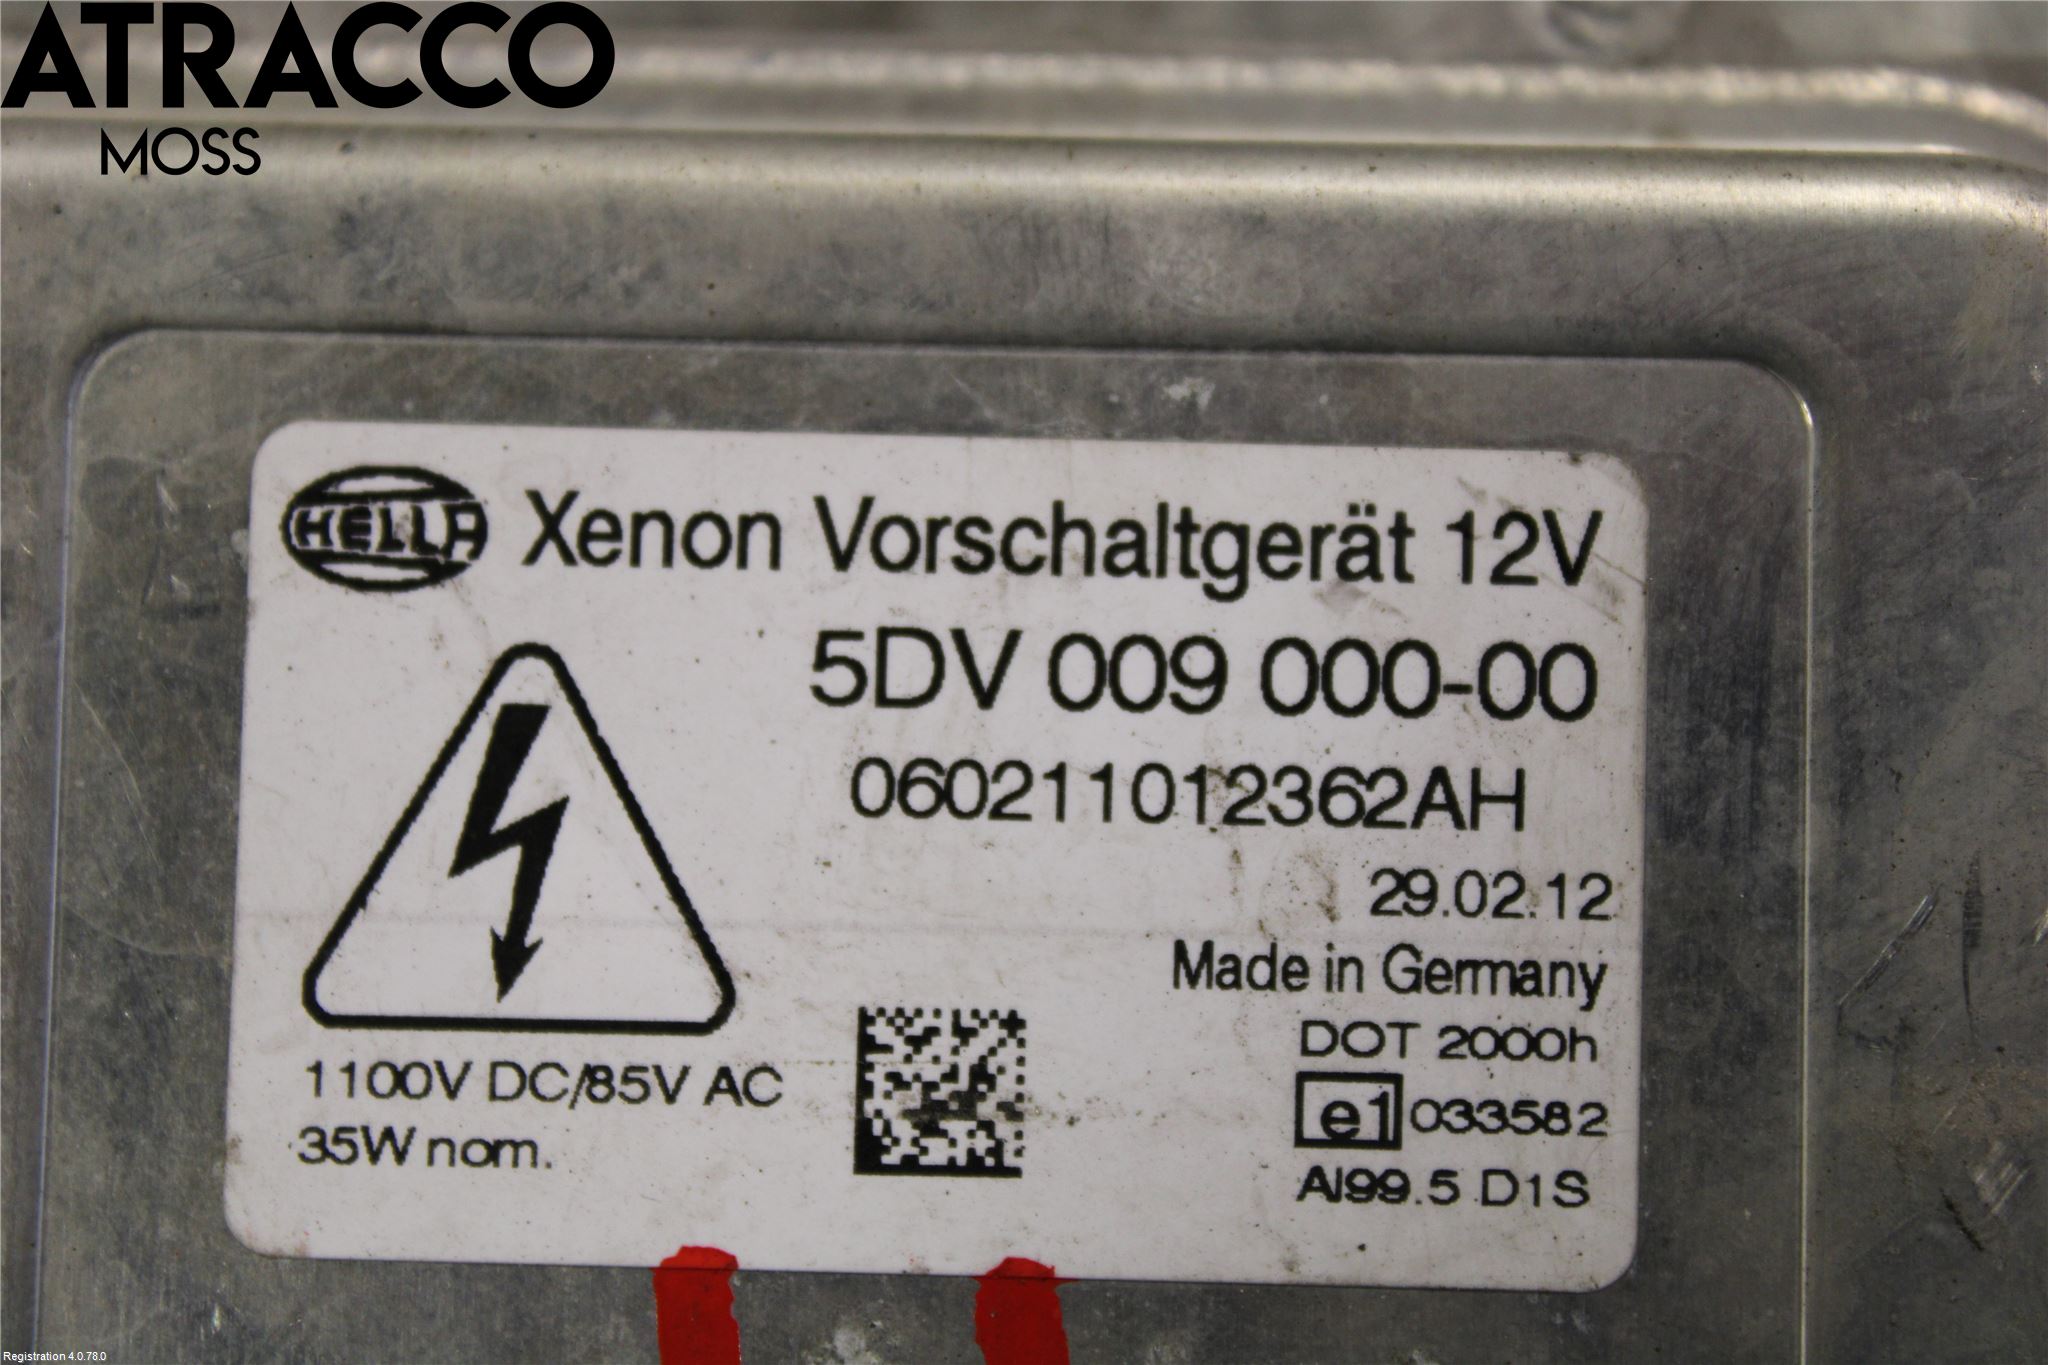 ATRACCO
MOSS
HELLA Xenon Vorschaltgerät 12V
5DV 009 000-00
060211012362AH
29.02.12
Made in Germany
DOT 2000h
e1 033582
Al99.5 D1S
1100V DC/85V AC
35W nom.
Registration 4.0.78.0